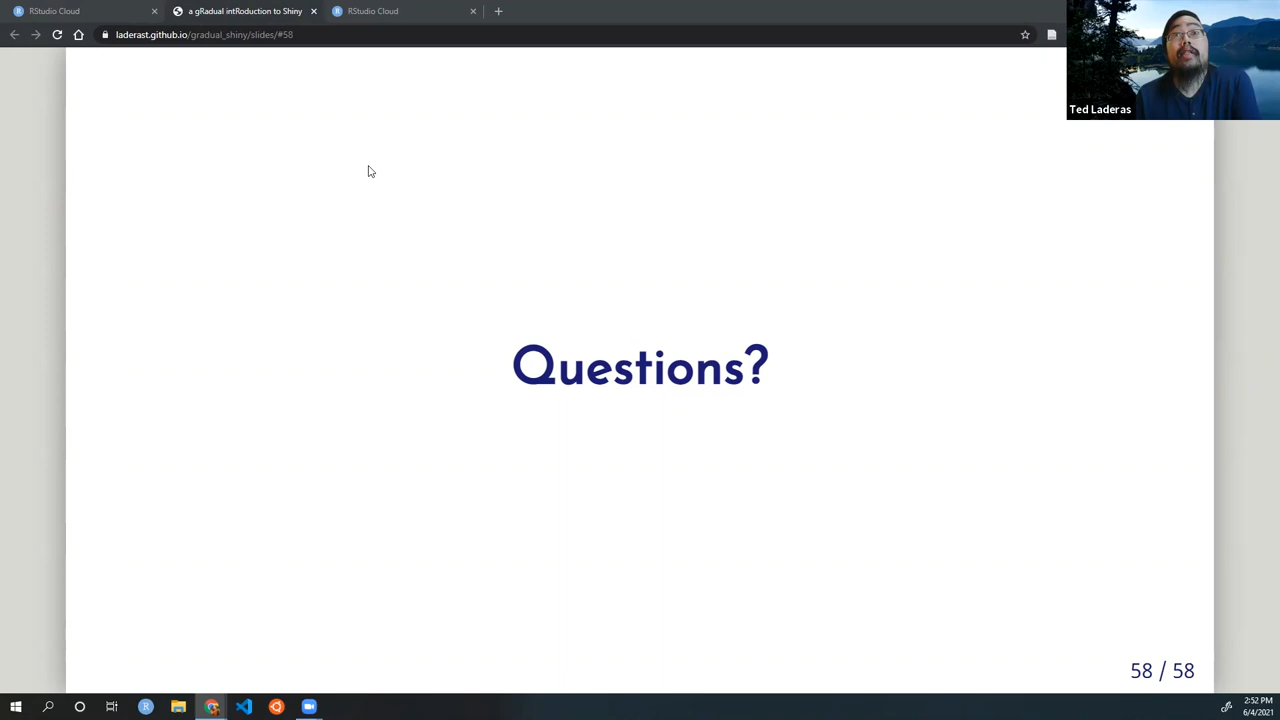 RStudio Cloud
a gRadual intRoduction to Shiny
RStudio Cloud
laderast.github.io/gradual_shiny/slides/#58
Ted Laderas
Questions?
58 / 58
2:52 PM
6/4/2021